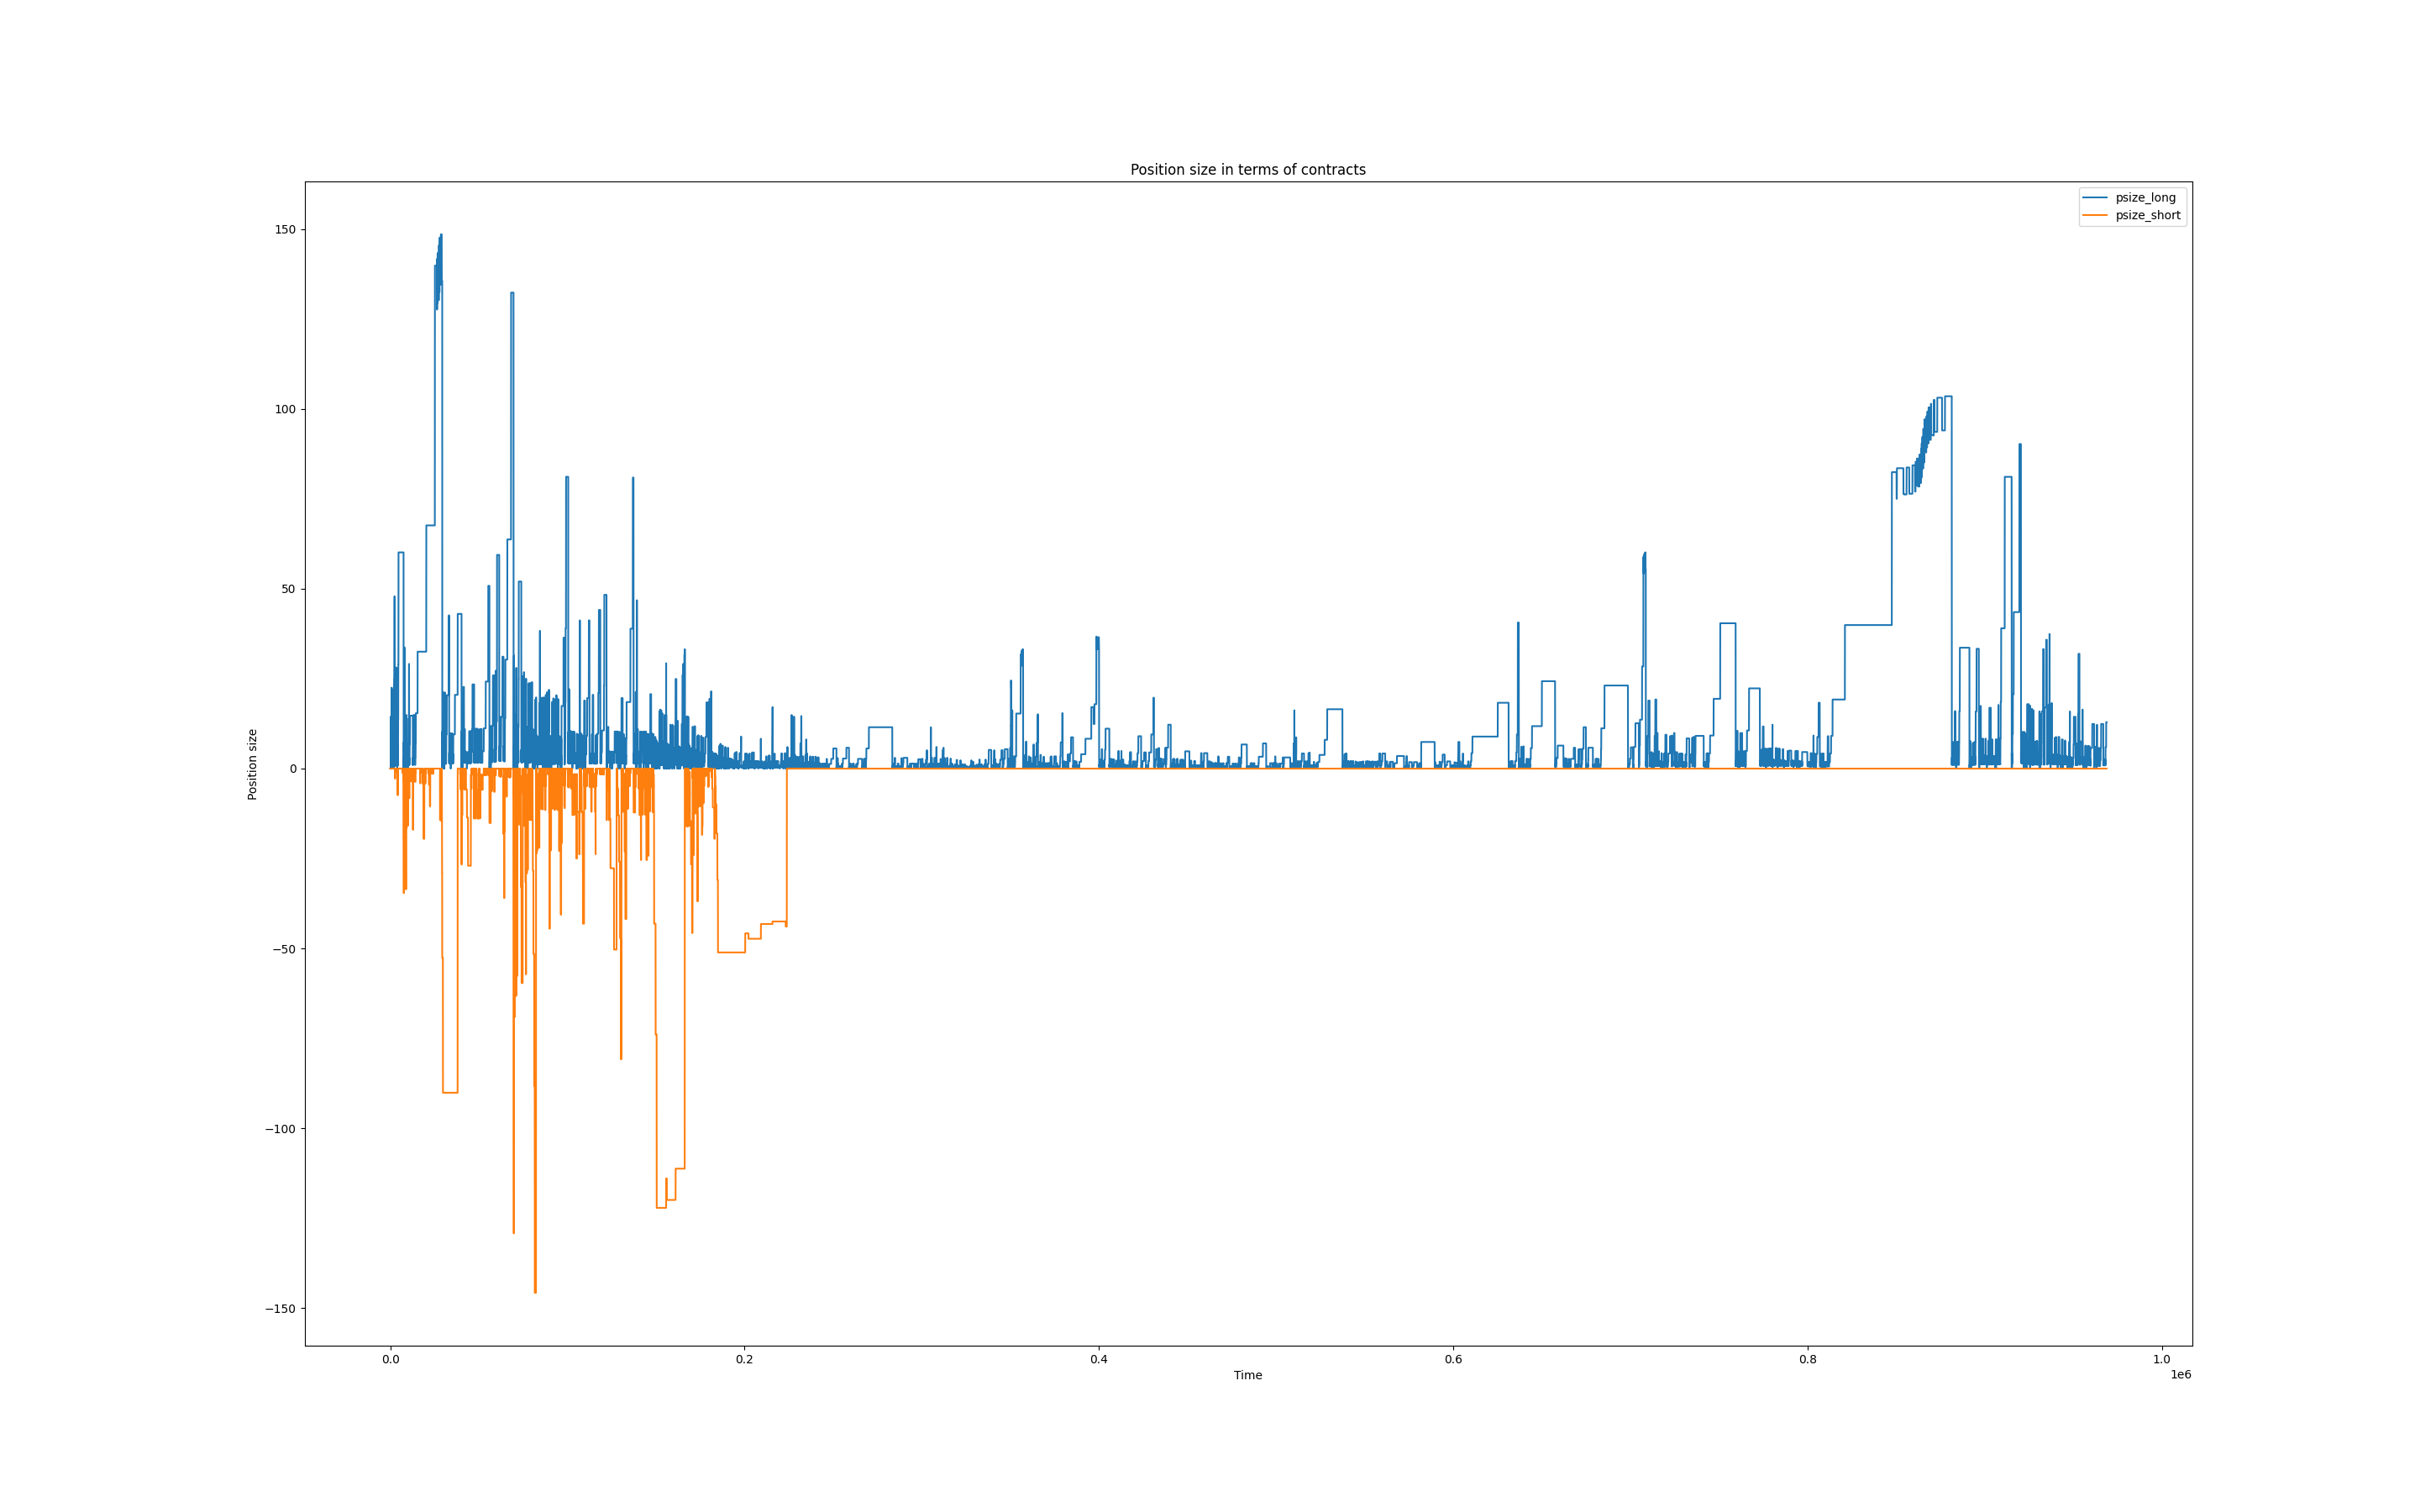 Position size in terms of contracts
psize_long
psize_short
150
100
50
0
−50
−100
−150
Position size
0.0 0.2 0.4 0.6 0.8 1.0
Time
1e6